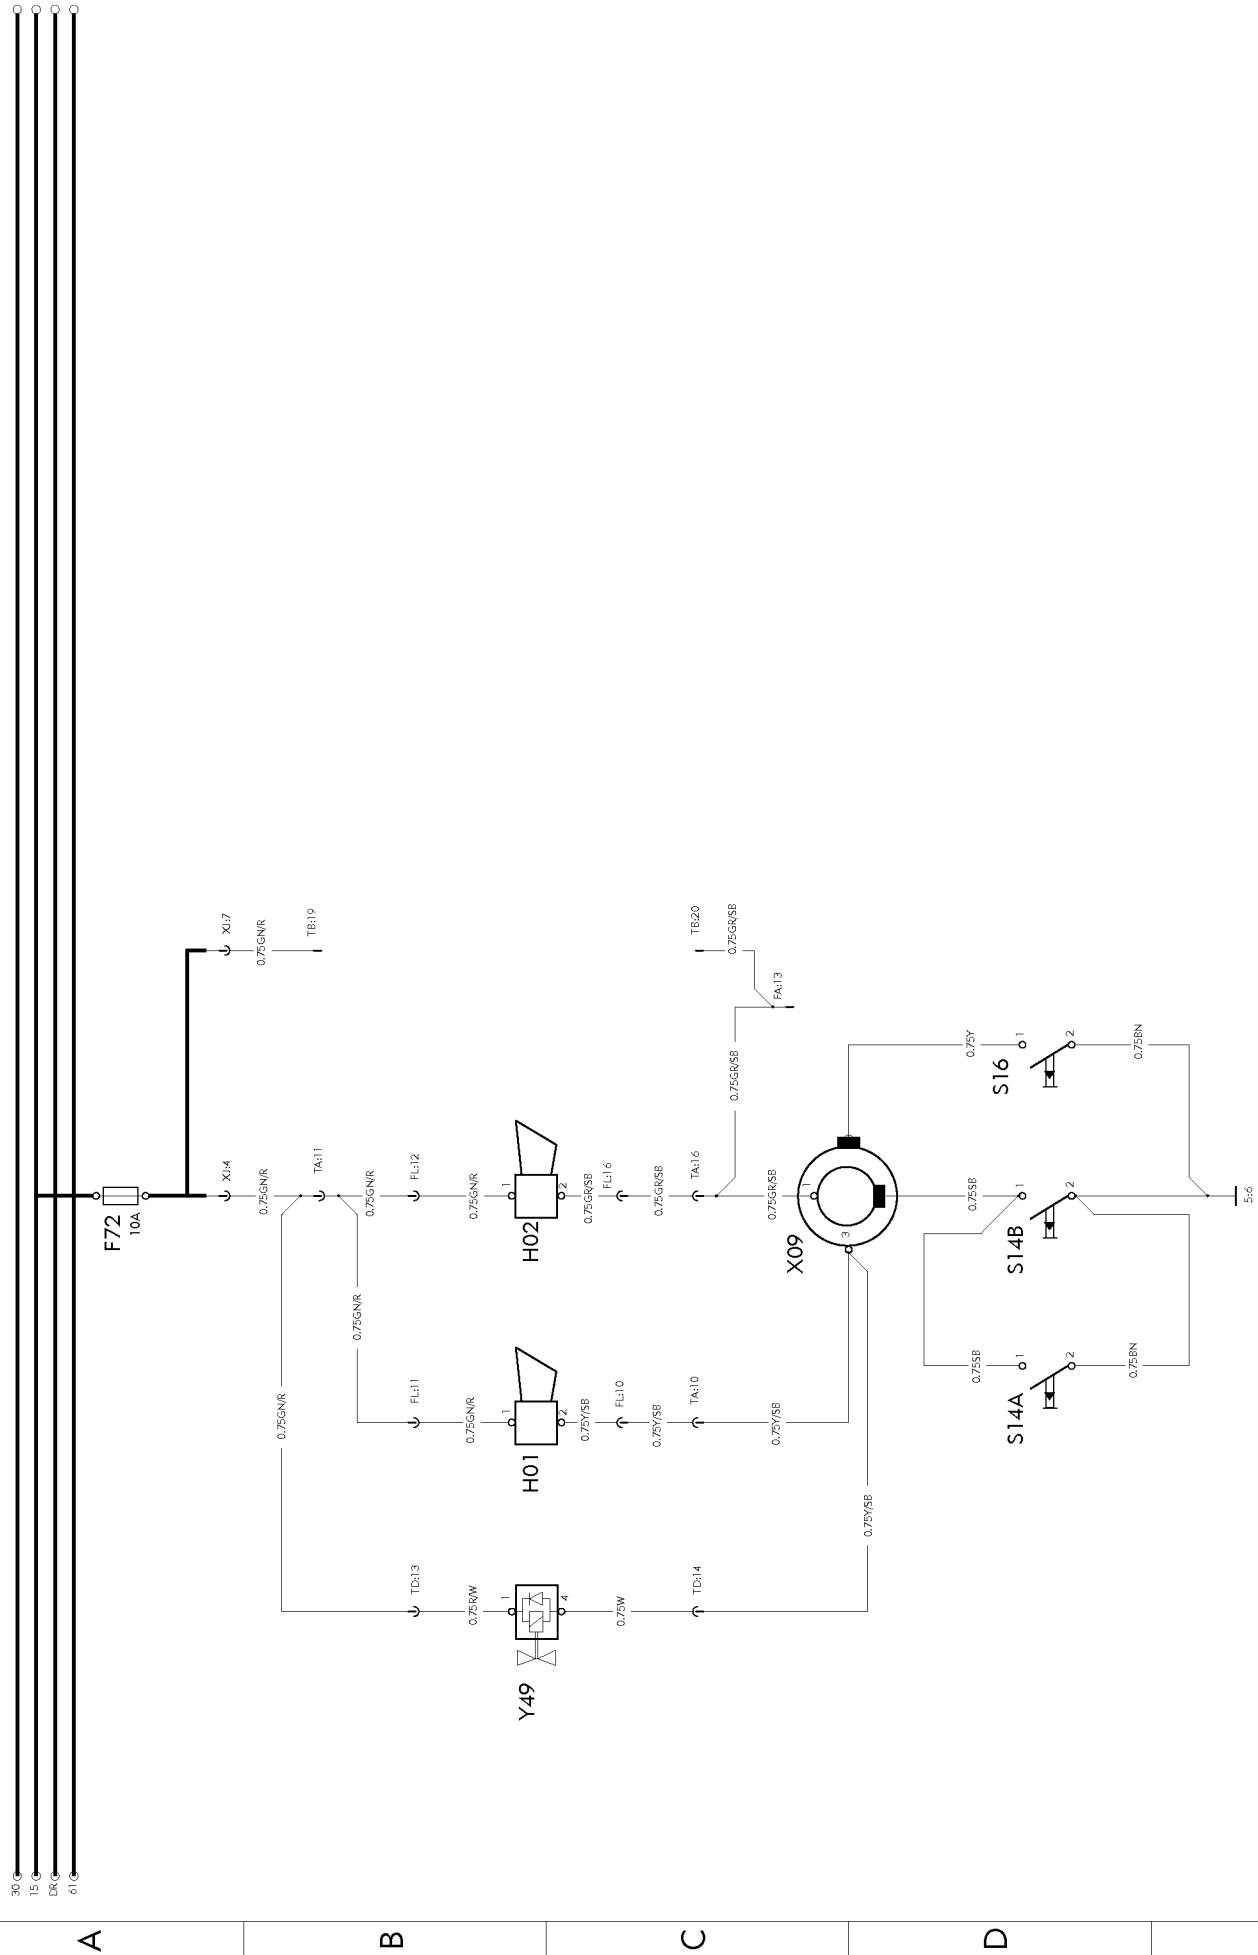 30
15
DR
61
A
B
C
D
F72
10A
XJ:4
XJ:7
0.75GN/R
0.75GN/R
TA:11
TB:19
0.75GN/R
0.75GN/R
0.75GN/R
TD:13
FL:11
FL:12
0.75R/W
0.75GN/R
0.75GN/R
1
1
1
Y49
H01
H02
4
2
2
0.75W
0.75Y/SB
0.75GR/SB
FL:10
FL:16
0.75Y/SB
0.75GR/SB
TD:14
TA:10
TA:16
TB:20
0.75GR/SB
0.75GR/SB
FA:13
0.75Y/SB
0.75GR/SB
X09
1
3
0.75Y/SB
0.75SB
0.75SB
0.75Y
S14A
S14B
S16
1
1
1
2
2
2
0.75BN
0.75BN
5:6